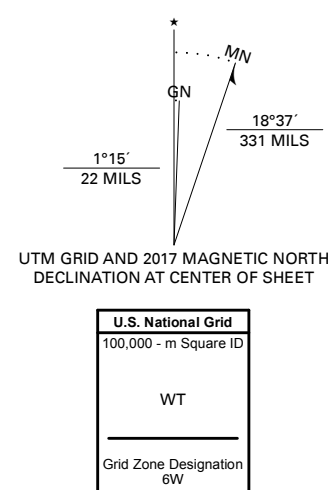 ★
MN
GN
18°37´
331 MILS
1°15´
22 MILS
UTM GRID AND 2017 MAGNETIC NORTH
DECLINATION AT CENTER OF SHEET
U.S. National Grid
100,000 - m Square ID
WT
Grid Zone Designation
6W